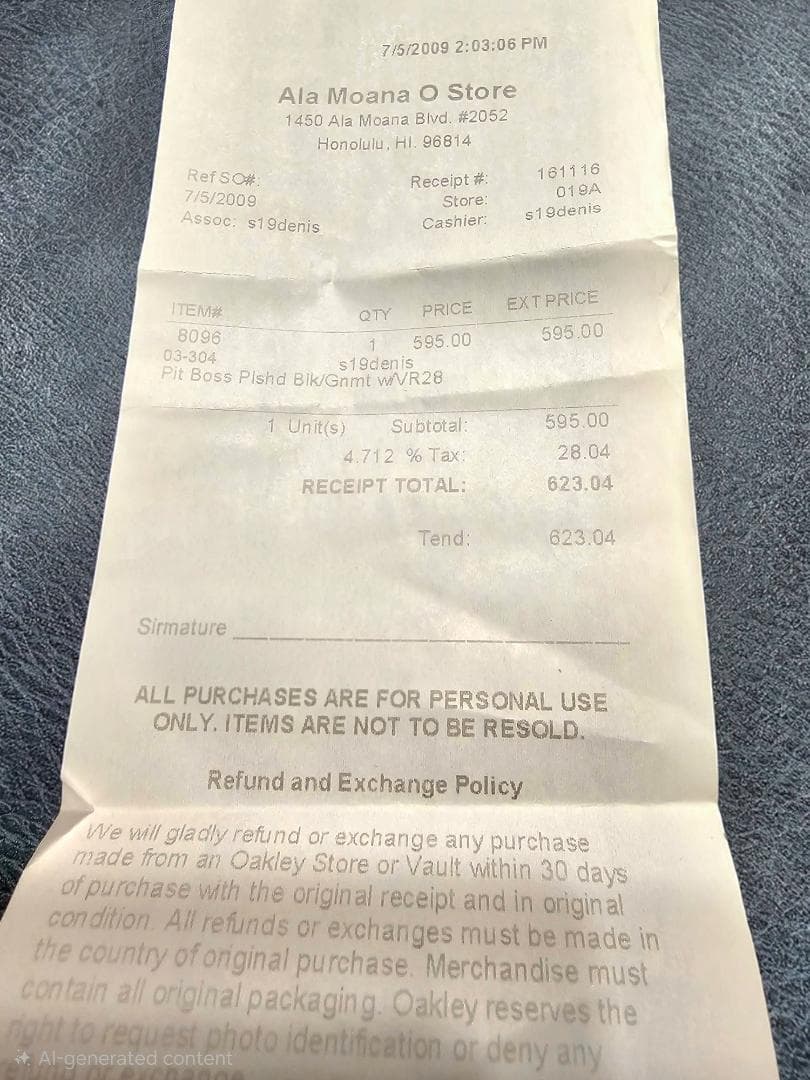 7/5/2009 2:03:06 PM
Ala Moana O Store
1450 Ala Moana Blvd. #2052
Honolulu, HI. 96814
Ref SO#: Receipt #: 161116
7/5/2009 Store: 019A
Assoc: s19denis Cashier: s19denis
ITEM# QTY PRICE EXT PRICE
8096 1 595.00 595.00
03-304 s19denis
Pit Boss Plshd Blk/Gnmt w/VR28
1 Unit(s) Subtotal: 595.00
4.712 % Tax: 28.04
RECEIPT TOTAL: 623.04
Tend: 623.04
Sirmature
ALL PURCHASES ARE FOR PERSONAL USE
ONLY. ITEMS ARE NOT TO BE RESOLD.
Refund and Exchange Policy
We will gladly refund or exchange any purchase
made from an Oakley Store or Vault within 30 days
of purchase with the original receipt and in original
condition. All refunds or exchanges must be made in
the country of original purchase. Merchandise must
contain all original packaging. Oakley reserves the
right to request photo identification or deny any
AI-generated content